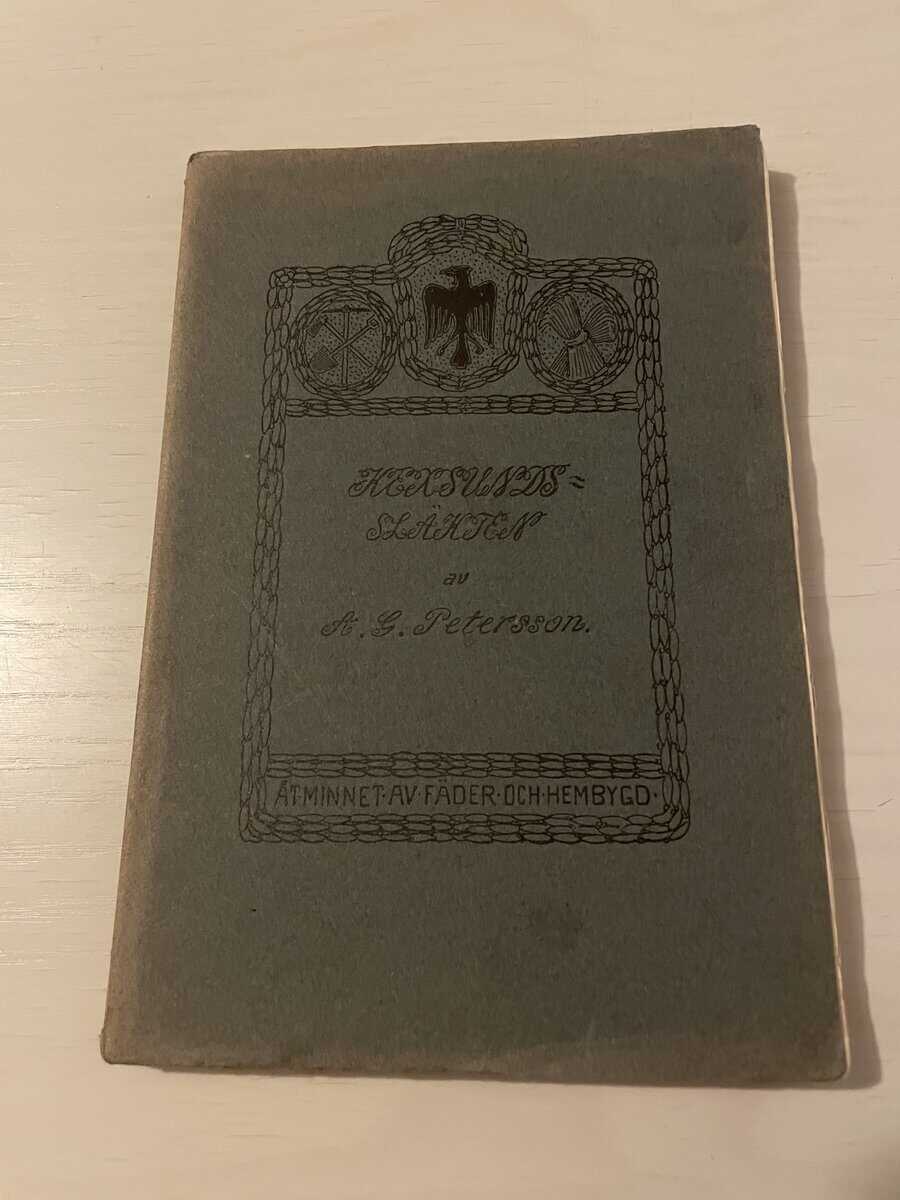 HEXSUNDS=
SLÄKTEN
av
A. G. Petersson.
ÅT·MINNET·AV·FÄDER·OCH·HEMBYGD·